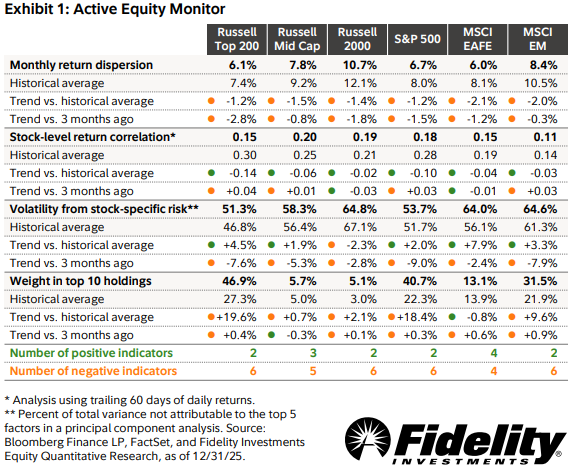 Exhibit 1: Active Equity Monitor
Russell Top 200 Russell Mid Cap Russell 2000 S&P 500 MSCI EAFE MSCI EM
Monthly return dispersion 6.1% 7.8% 10.7% 6.7% 6.0% 8.4%
Historical average 7.4% 9.2% 12.1% 8.0% 8.1% 10.5%
Trend vs. historical average -1.2% -1.5% -1.4% -1.2% -2.1% -2.0%
Trend vs. 3 months ago -2.8% -0.8% -1.8% -1.5% -1.2% -0.3%
Stock-level return correlation* 0.15 0.20 0.19 0.18 0.15 0.11
Historical average 0.30 0.25 0.21 0.28 0.19 0.14
Trend vs. historical average -0.14 -0.06 -0.02 -0.10 -0.04 -0.03
Trend vs. 3 months ago +0.04 +0.01 -0.03 +0.03 -0.01 +0.03
Volatility from stock-specific risk** 51.3% 58.3% 64.8% 53.7% 64.0% 64.6%
Historical average 46.8% 56.4% 67.1% 51.7% 56.1% 61.3%
Trend vs. historical average +4.5% +1.9% -2.3% +2.0% +7.9% +3.3%
Trend vs. 3 months ago -7.6% -5.3% -2.8% -9.0% -2.4% -7.9%
Weight in top 10 holdings 46.9% 5.7% 5.1% 40.7% 13.1% 31.5%
Historical average 27.3% 5.0% 3.0% 22.3% 13.9% 21.9%
Trend vs. historical average +19.6% +0.7% +2.1% +18.4% -0.8% +9.6%
Trend vs. 3 months ago +0.4% -0.3% +0.1% +0.3% +0.6% +0.9%
Number of positive indicators 2 3 2 2 4 2
Number of negative indicators 6 5 6 6 4 6
* Analysis using trailing 60 days of daily returns.
** Percent of total variance not attributable to the top 5
factors in a principal component analysis. Source:
Bloomberg Finance LP, FactSet, and Fidelity Investments
Equity Quantitative Research, as of 12/31/25.
Fidelity
INVESTMENTS